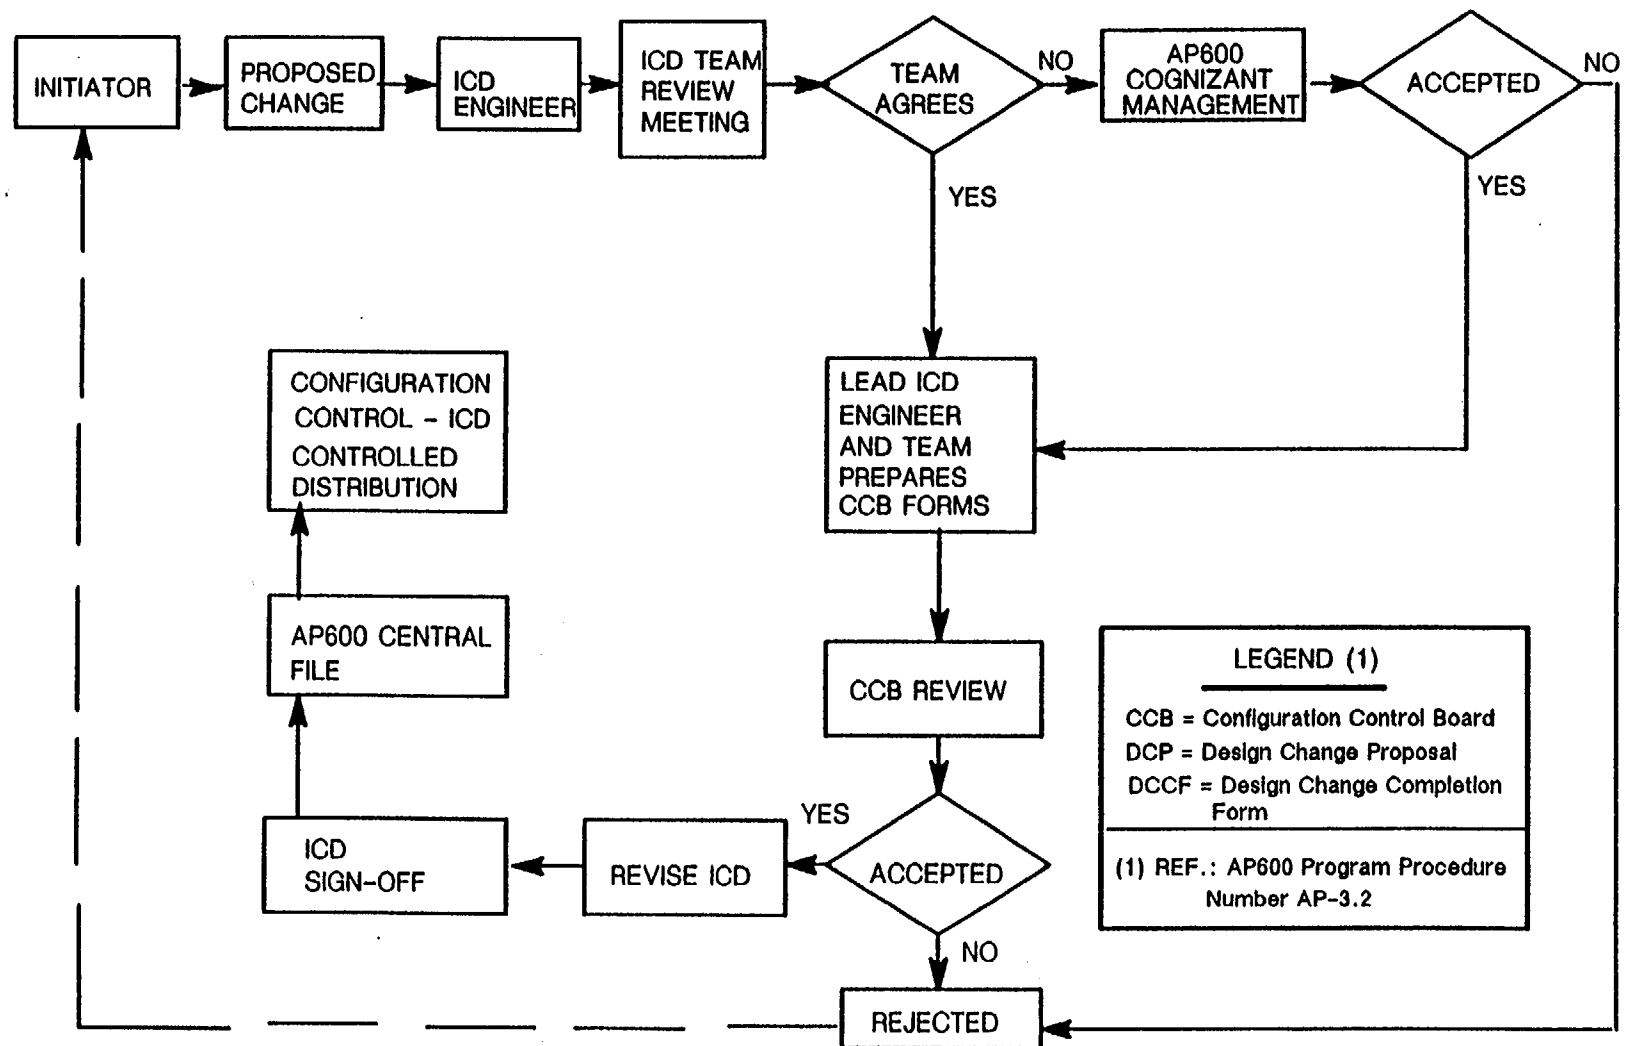 INITIATOR
PROPOSED
CHANGE
ICD
ENGINEER
ICD TEAM
REVIEW
MEETING
TEAM
AGREES
NO
AP600
COGNIZANT
MANAGEMENT
ACCEPTED
NO
YES
YES
LEAD ICD
ENGINEER
AND TEAM
PREPARES
CCB FORMS
CONFIGURATION
CONTROL - ICD
CONTROLLED
DISTRIBUTION
AP600 CENTRAL
FILE
CCB REVIEW
YES
ACCEPTED
REVISE ICD
ICD
SIGN-OFF
NO
REJECTED
LEGEND (1)
CCB = Configuration Control Board
DCP = Design Change Proposal
DCCF = Design Change Completion
Form
(1) REF.: AP600 Program Procedure
Number AP-3.2